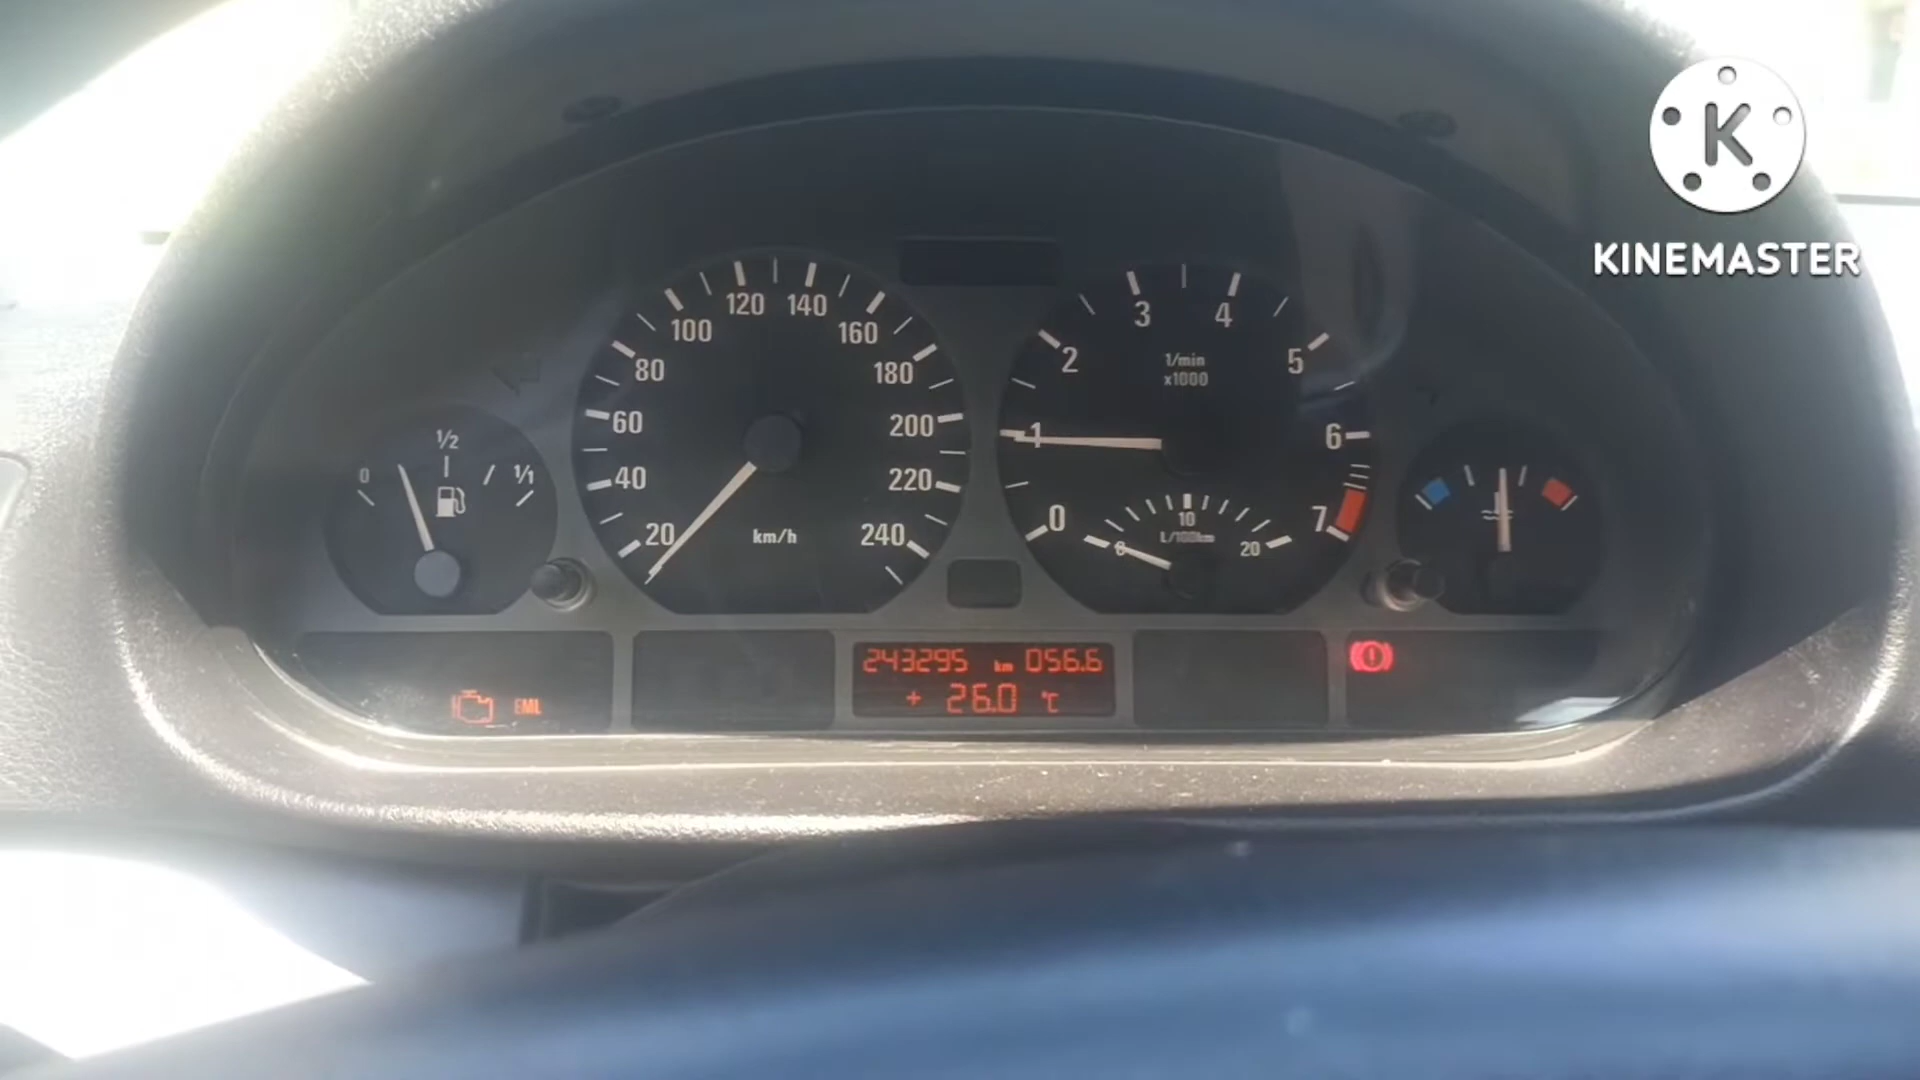 K
KINEMASTER
120 140
100 160
80 180
60 200
40 220
20 km/h 240
3 4
2 5
1/min
x1000
1 6
0 7
10
L/100km
20
0 1/2 1/1
243295 km 056.6
+ 26.0 °C
EML